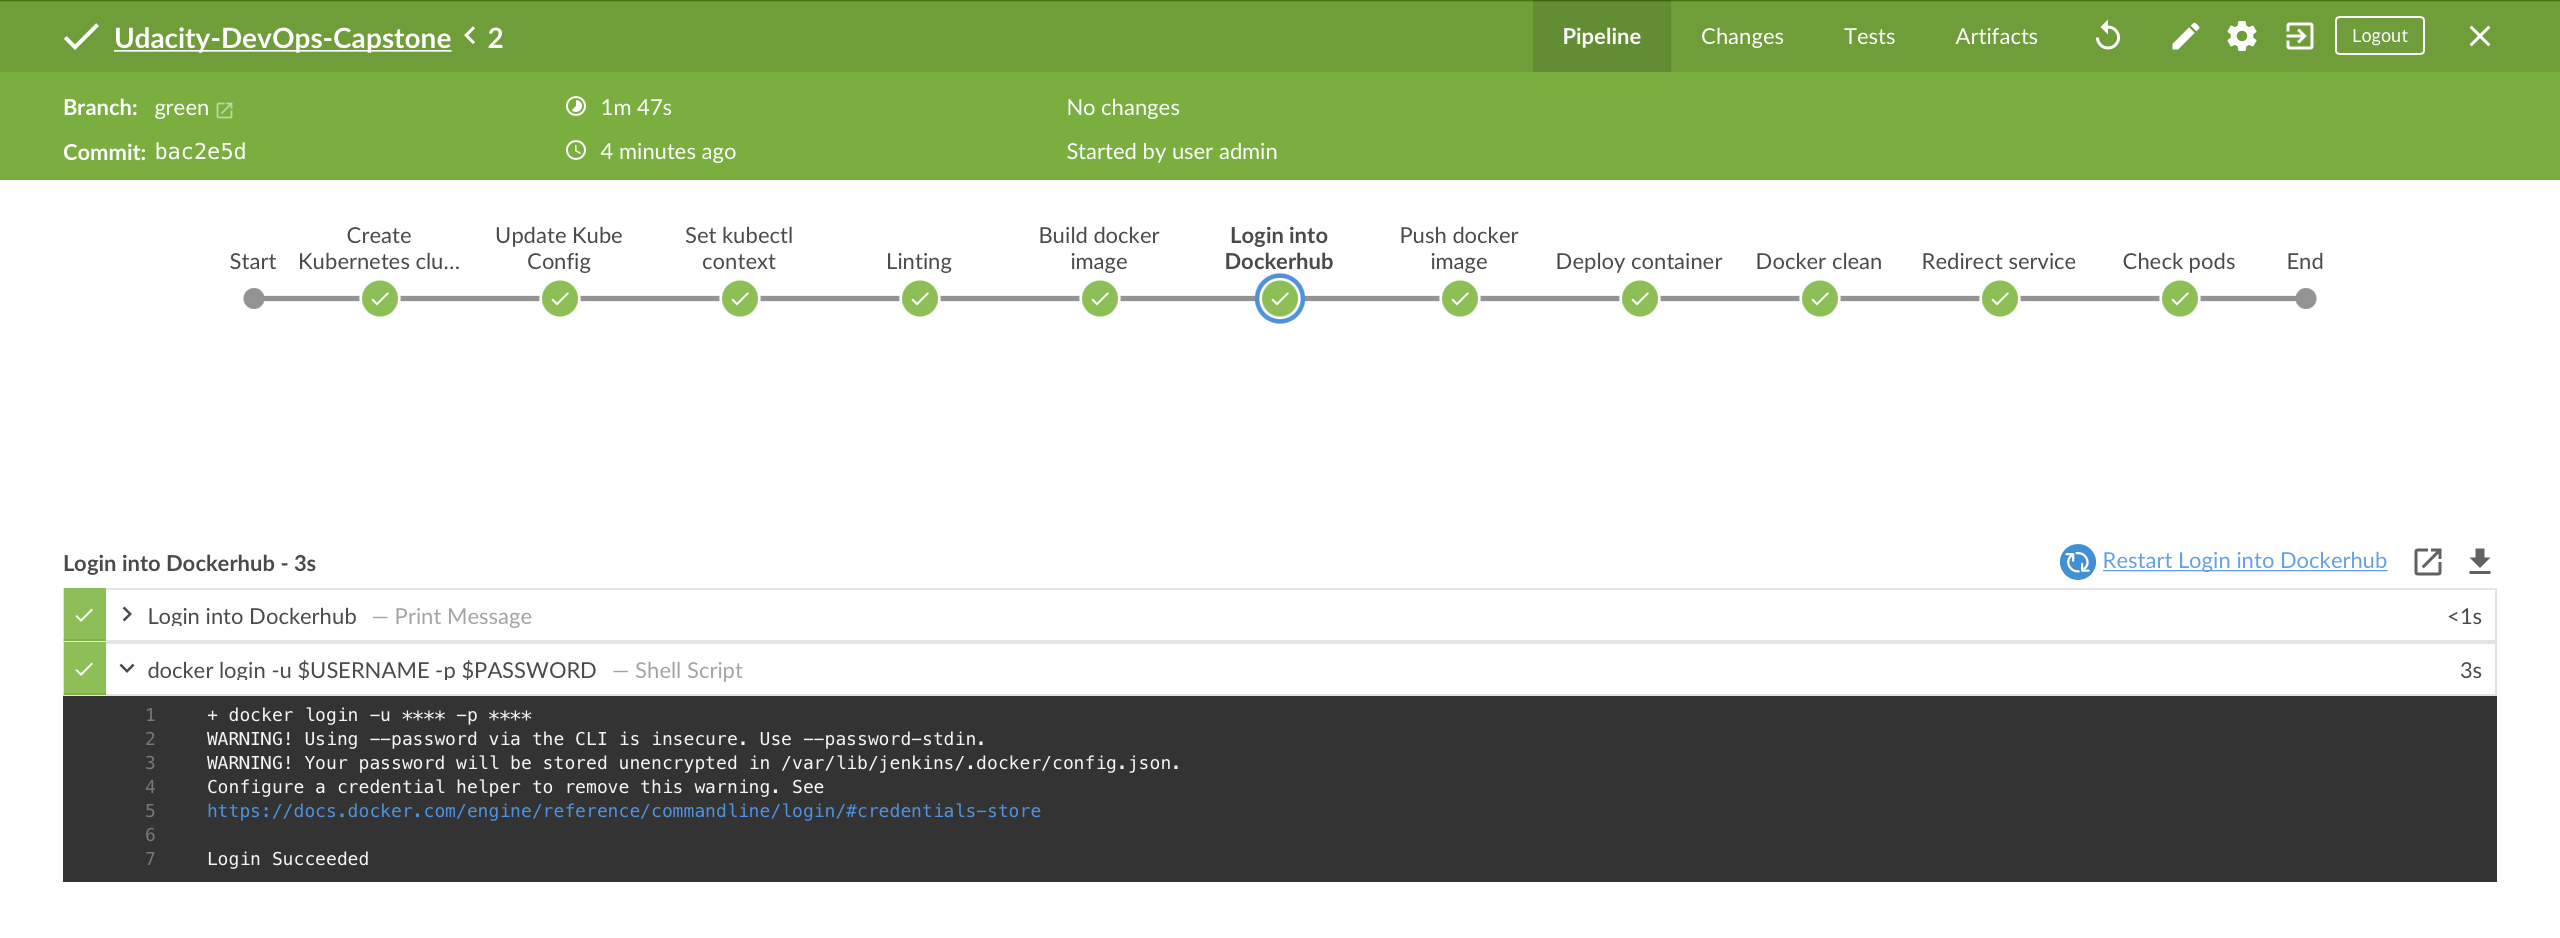 Udacity-DevOps-Capstone < 2
Pipeline
Changes
Tests
Artifacts
Logout
Branch: green
1m 47s
No changes
Commit: bac2e5d
4 minutes ago
Started by user admin
Start
Create
Kubernetes clu...
Update Kube
Config
Set kubectl
context
Linting
Build docker
image
Login into
Dockerhub
Push docker
image
Deploy container
Docker clean
Redirect service
Check pods
End
Login into Dockerhub - 3s
Restart Login into Dockerhub
Login into Dockerhub — Print Message
<1s
docker login -u $USERNAME -p $PASSWORD — Shell Script
3s
1 + docker login -u **** -p ****
2 WARNING! Using --password via the CLI is insecure. Use --password-stdin.
3 WARNING! Your password will be stored unencrypted in /var/lib/jenkins/.docker/config.json.
4 Configure a credential helper to remove this warning. See
5 https://docs.docker.com/engine/reference/commandline/login/#credentials-store
6
7 Login Succeeded